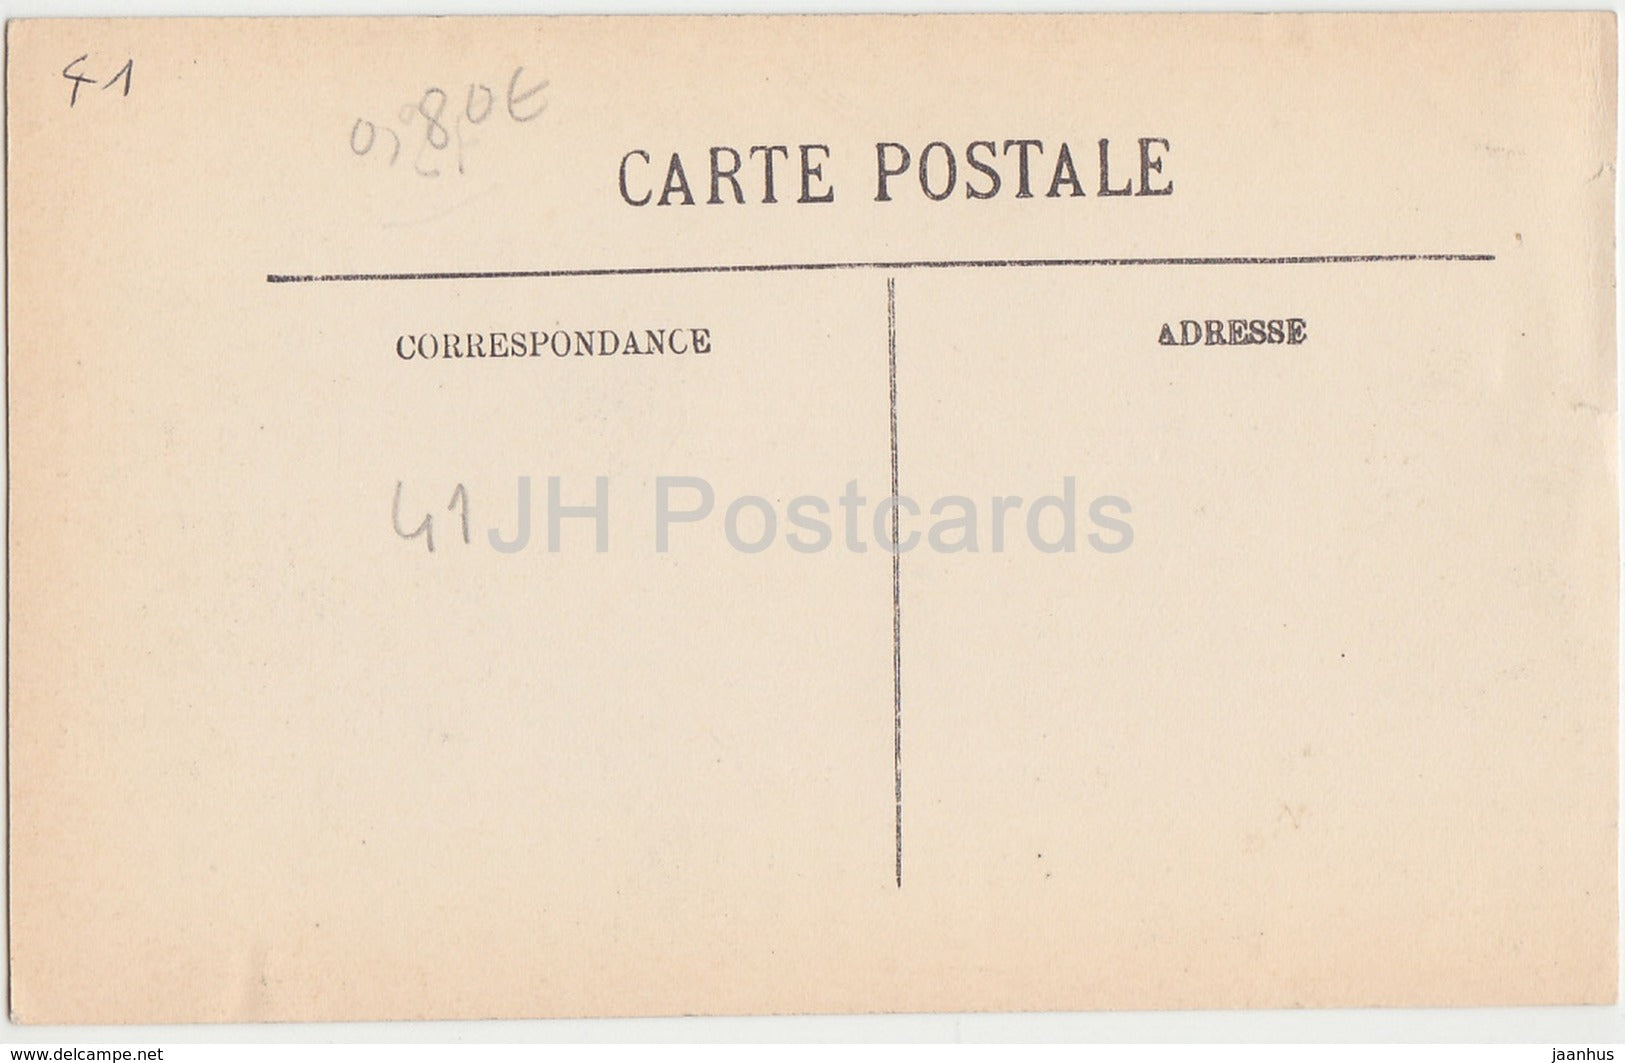 41
0,80€
CARTE POSTALE
CORRESPONDANCE ADRESSE
41 JH Postcards
www.delcampe.net jaanhus